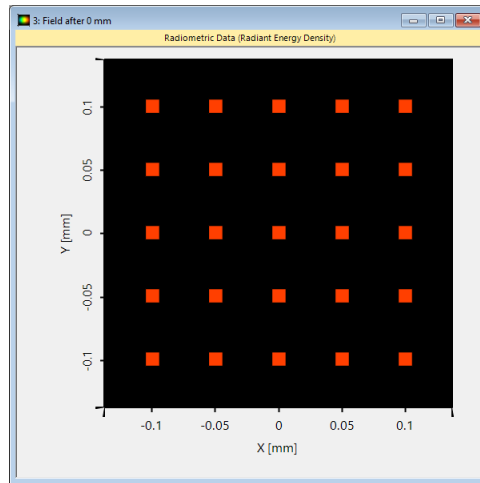 3: Field after 0 mm
Radiometric Data (Radiant Energy Density)
0.1
0.05
0
-0.05
-0.1
Y [mm]
-0.1 -0.05 0 0.05 0.1
X [mm]